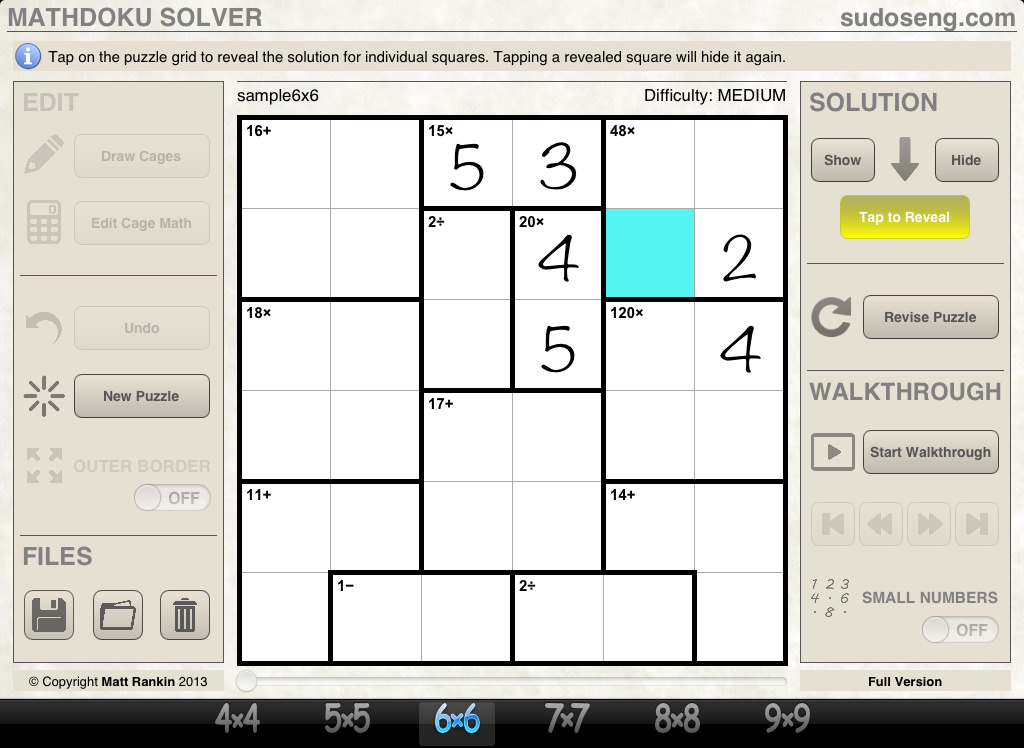 MATHDOKU SOLVER
sudoseng.com
Tap on the puzzle grid to reveal the solution for individual squares. Tapping a revealed square will hide it again.
EDIT
Draw Cages
Edit Cage Math
Undo
New Puzzle
OUTER BORDER
OFF
FILES
© Copyright Matt Rankin 2013
sample6x6
Difficulty: MEDIUM
16+ 15× 48×
5 3
2÷ 20×
4 2
18× 120×
5 4
17+
11+ 14+
1− 2÷
SOLUTION
Show Hide
Tap to Reveal
Revise Puzzle
WALKTHROUGH
Start Walkthrough
1 2 3
4 · 6
· 8 ·
SMALL NUMBERS
OFF
Full Version
4×4 5×5 6×6 7×7 8×8 9×9